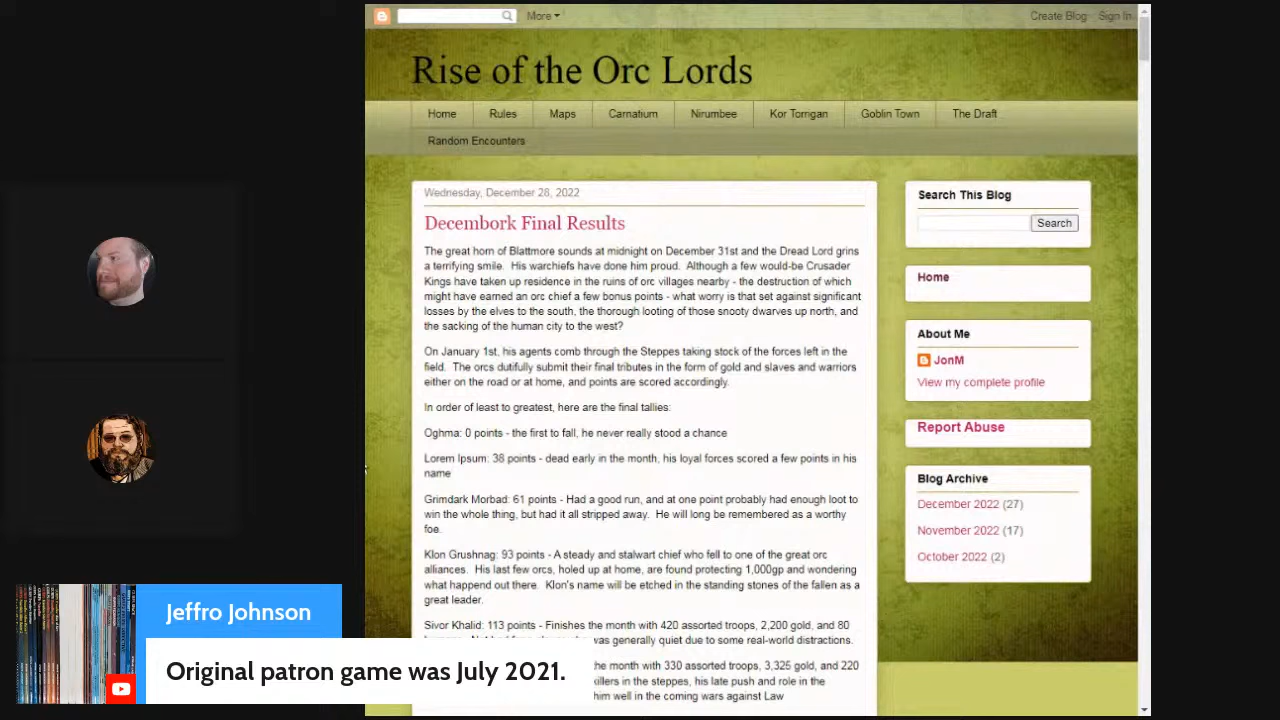 More
Create Blog Sign In
Rise of the Orc Lords
Home Rules Maps Carnatium Nirumbee Kor Torrigan Goblin Town The Draft
Random Encounters
Wednesday, December 28, 2022
Decembork Final Results
The great horn of Blattmore sounds at midnight on December 31st and the Dread Lord grins
a terrifying smile. His warchiefs have done him proud. Although a few would-be Crusader
Kings have taken up residence in the ruins of orc villages nearby - the destruction of which
might have earned an orc chief a few bonus points - what worry is that set against significant
losses by the elves to the south, the thorough looting of those snooty dwarves up north, and
the sacking of the human city to the west?
On January 1st, his agents comb through the Steppes taking stock of the forces left in the
field. The orcs dutifully submit their final tributes in the form of gold and slaves and warriors
either on the road or at home, and points are scored accordingly.
In order of least to greatest, here are the final tallies:
Oghma: 0 points - the first to fall, he never really stood a chance
Lorem Ipsum: 38 points - dead early in the month, his loyal forces scored a few points in his
name
Grimdark Morbad: 61 points - Had a good run, and at one point probably had enough loot to
win the whole thing, but had it all stripped away. He will long be remembered as a worthy
foe.
Klon Grushnag: 93 points - A steady and stalwart chief who fell to one of the great orc
alliances. His last few orcs, holed up at home, are found protecting 1,000gp and wondering
what happend out there. Klon's name will be etched in the standing stones of the fallen as a
great leader.
Sivor Khalid: 113 points - Finishes the month with 420 assorted troops, 2,200 gold, and 80
was generally quiet due to some real-world distractions.
the month with 330 assorted troops, 3,325 gold, and 220
killers in the steppes, his late push and role in the
him well in the coming wars against Law
Search This Blog
Search
Home
About Me
JonM
View my complete profile
Report Abuse
Blog Archive
December 2022 (27)
November 2022 (17)
October 2022 (2)
Jeffro Johnson
Original patron game was July 2021.